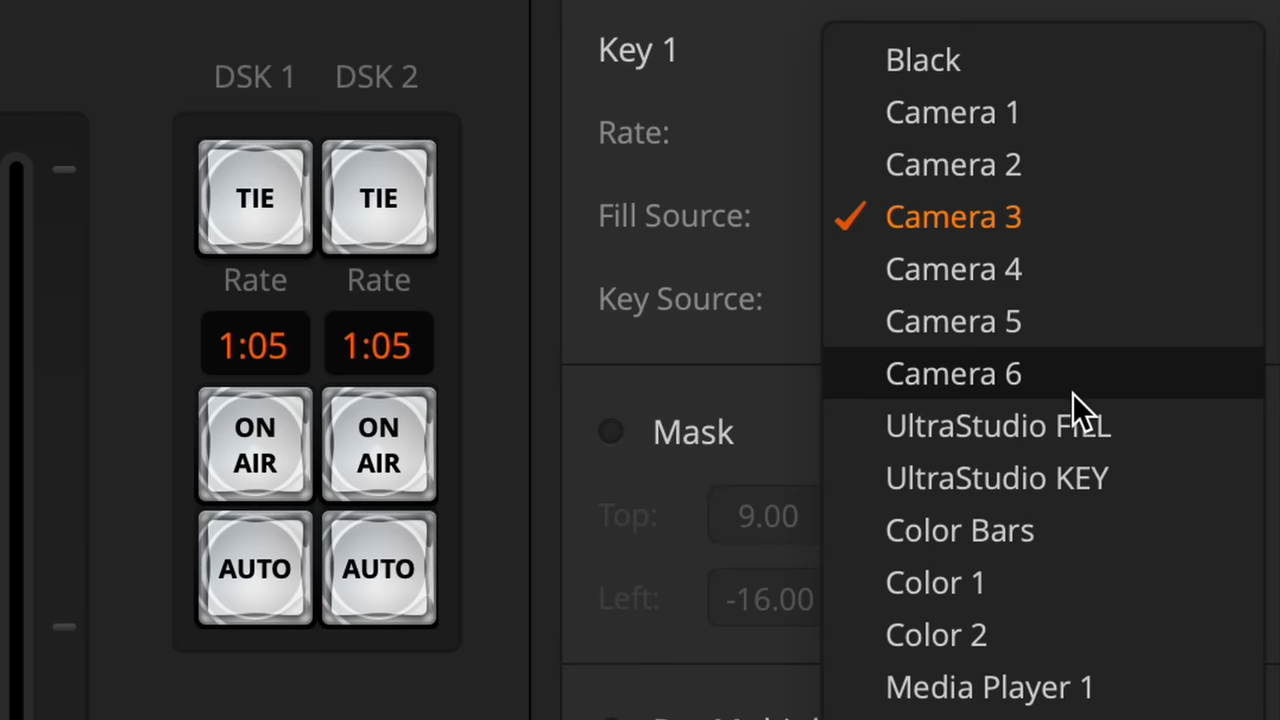 DSK 1 DSK 2
TIE TIE
Rate Rate
1:05 1:05
ON AIR ON AIR
AUTO AUTO
Key 1
Rate:
Fill Source:
Key Source:
Mask
Top: 9.00
Left: -16.00
Black
Camera 1
Camera 2
Camera 3
Camera 4
Camera 5
Camera 6
UltraStudio FILL
UltraStudio KEY
Color Bars
Color 1
Color 2
Media Player 1